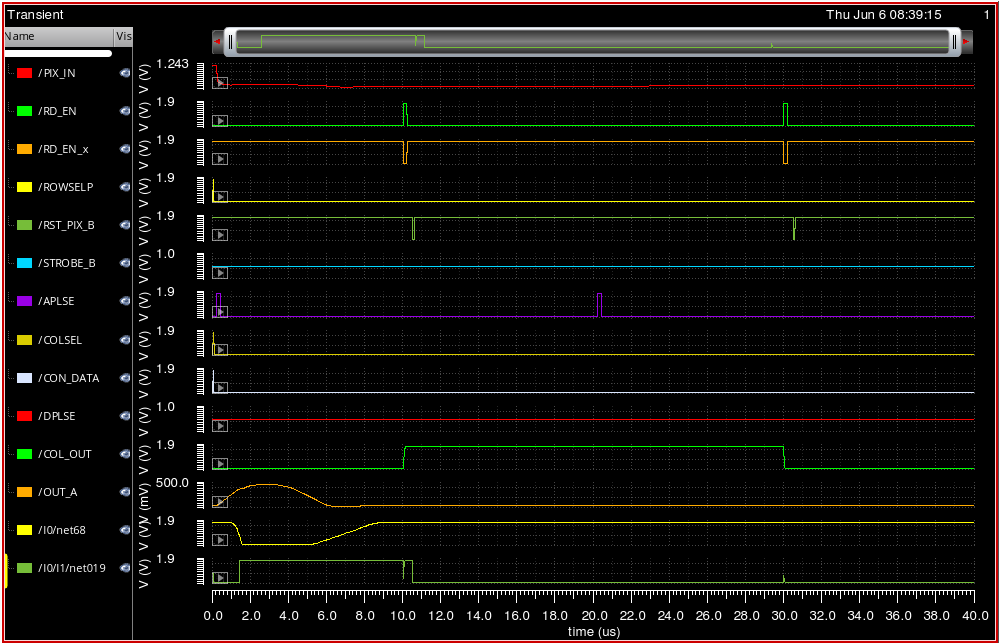 Transient Thu Jun 6 08:39:15 1
Name Vis
/PIX_IN V (V) 1.243
/RD_EN V (V) 1.9
/RD_EN_x V (V) 1.9
/ROWSELP V (V) 1.9
/RST_PIX_B V (V) 1.9
/STROBE_B V (V) 1.0
/APLSE V (V) 1.9
/COLSEL V (V) 1.9
/CON_DATA V (V) 1.9
/DPLSE V (V) 1.0
/COL_OUT V (V) 1.9
/OUT_A V (mV) 500.0
/I0/net68 V (V) 1.9
/I0/I1/net019 V (V) 1.9
0.0 2.0 4.0 6.0 8.0 10.0 12.0 14.0 16.0 18.0 20.0 22.0 24.0 26.0 28.0 30.0 32.0 34.0 36.0 38.0 40.0
time (us)